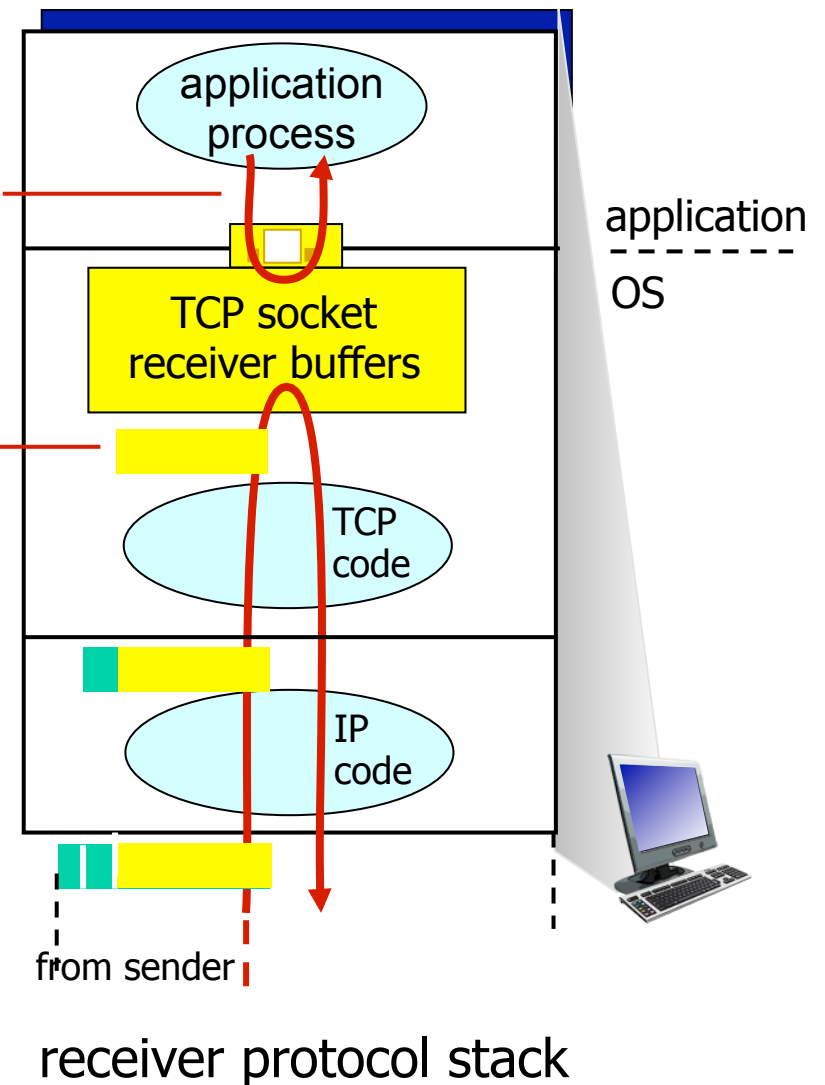 application
process
application
OS
TCP socket
receiver buffers
TCP
code
IP
code
from sender
receiver protocol stack